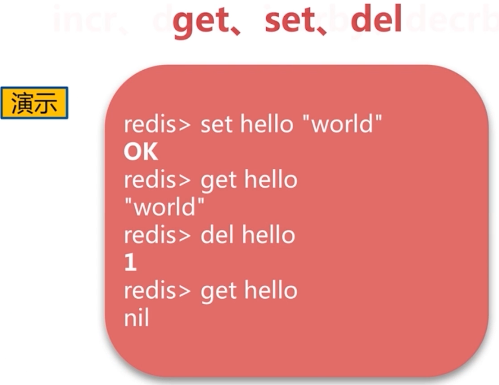 get、set、del
演示
redis> set hello "world"
OK
redis> get hello
"world"
redis> del hello
1
redis> get hello
nil